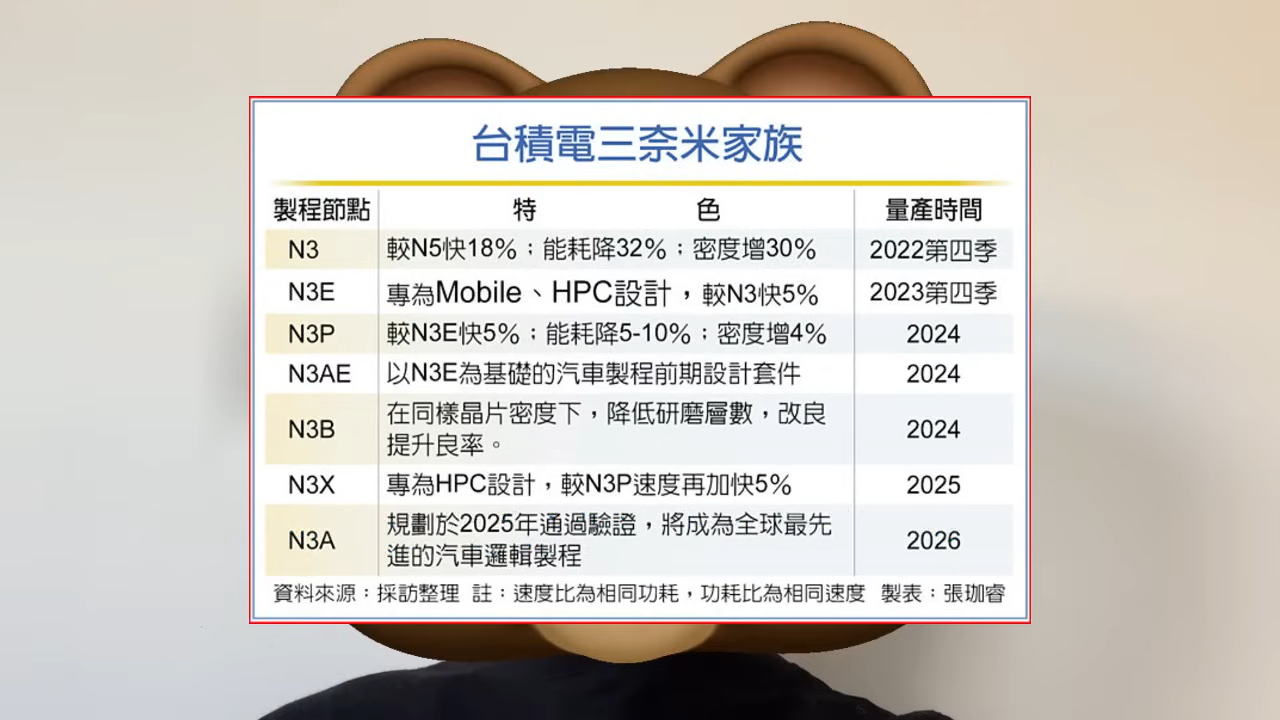 台積電三奈米家族
製程節點 特色 量產時間
N3 較N5快18%；能耗降32%；密度增30% 2022第四季
N3E 專為Mobile、HPC設計，較N3快5% 2023第四季
N3P 較N3E快5%；能耗降5-10%；密度增4% 2024
N3AE 以N3E為基礎的汽車製程前期設計套件 2024
N3B 在同樣晶片密度下，降低研磨層數，改良
提升良率。 2024
N3X 專為HPC設計，較N3P速度再加快5% 2025
N3A 規劃於2025年通過驗證，將成為全球最先
進的汽車邏輯製程 2026
資料來源：採訪整理 註：速度比為相同功耗，功耗比為相同速度 製表：張珈睿